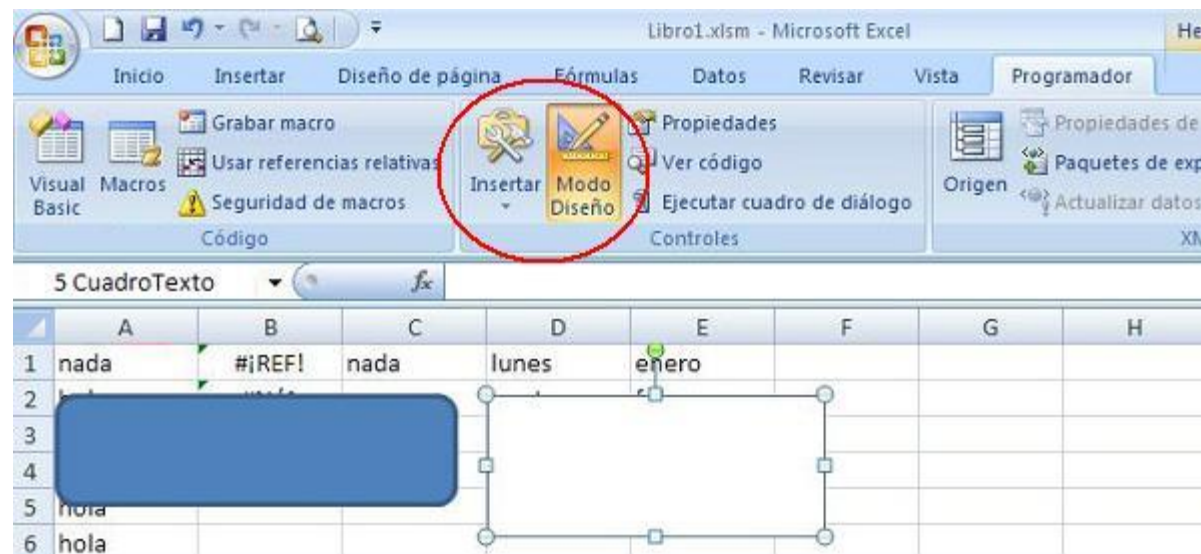 Libro1.xlsm - Microsoft Excel He
Inicio Insertar Diseño de página Fórmulas Datos Revisar Vista Programador
Visual Basic
Macros
Grabar macro
Usar referencias relativas
Seguridad de macros
Código
Insertar
Modo Diseño
Propiedades
Ver código
Ejecutar cuadro de diálogo
Controles
Origen
Propiedades de
Paquetes de exp
Actualizar datos
XM
5 CuadroTexto fx
A B C D E F G H
1 nada #¡REF! nada lunes enero
2
3
4
5 hola
6 hola